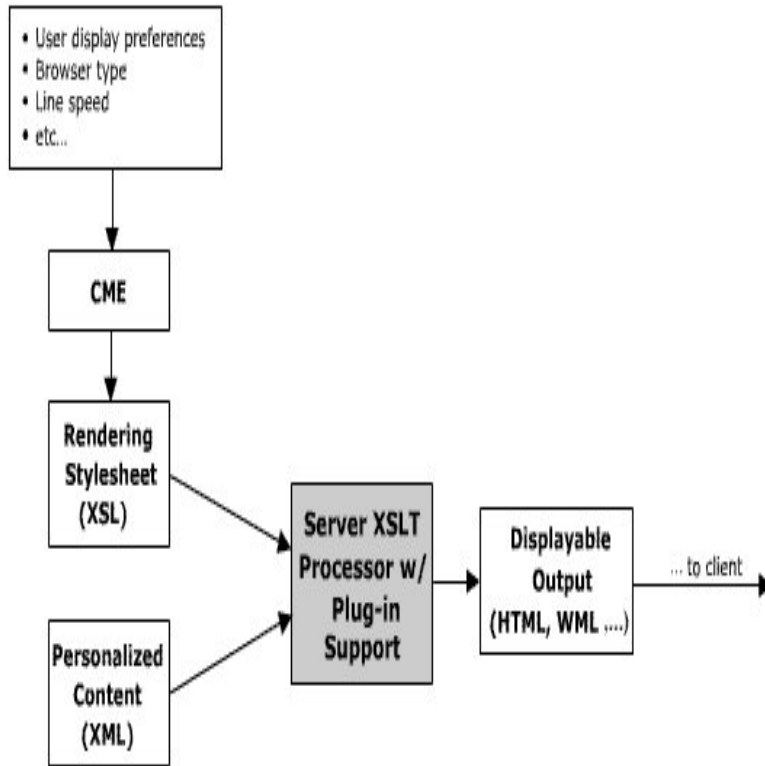 • User display preferences
• Browser type
• Line speed
• etc...
CME
Rendering
Stylesheet
(XSL)
Personalized
Content
(XML)
Server XSLT
Processor w/
Plug-in
Support
Displayable
Output
(HTML, WML ,...)
... to client